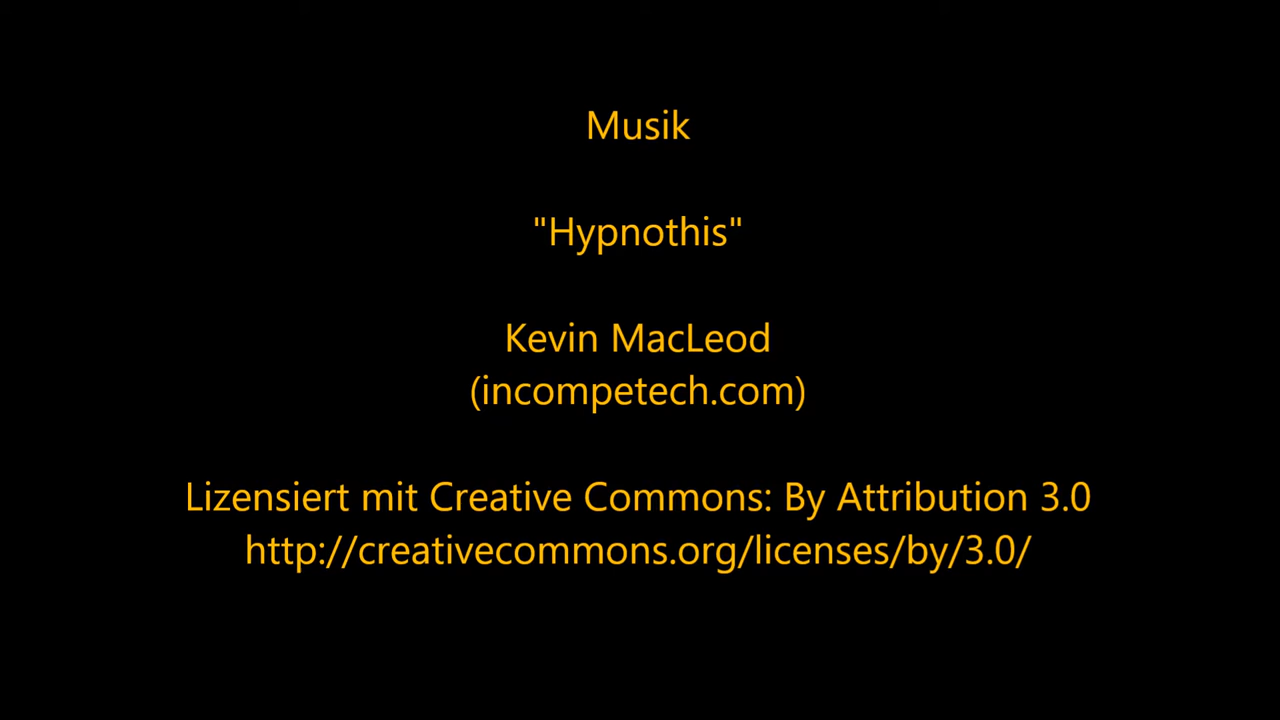 Musik
"Hypnothis"
Kevin MacLeod
(incompetech.com)
Lizensiert mit Creative Commons: By Attribution 3.0
http://creativecommons.org/licenses/by/3.0/